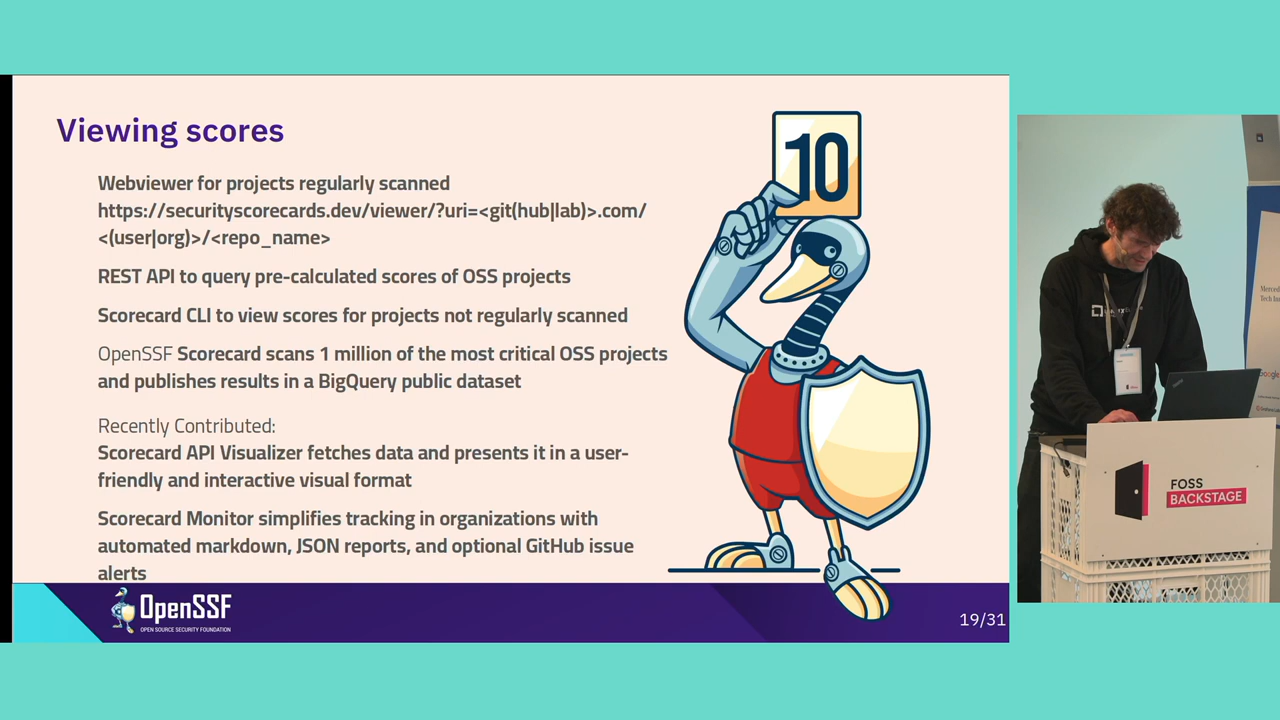 Viewing scores
Webviewer for projects regularly scanned
https://securityscorecards.dev/viewer/?uri=<git(hub|lab)>.com/
<(user|org)>/<repo_name>
REST API to query pre-calculated scores of OSS projects
Scorecard CLI to view scores for projects not regularly scanned
OpenSSF Scorecard scans 1 million of the most critical OSS projects
and publishes results in a BigQuery public dataset
Recently Contributed:
Scorecard API Visualizer fetches data and presents it in a user-
friendly and interactive visual format
Scorecard Monitor simplifies tracking in organizations with
automated markdown, JSON reports, and optional GitHub issue
alerts
10
OpenSSF
OPEN SOURCE SECURITY FOUNDATION
19/31
FOSS
BACKSTAGE